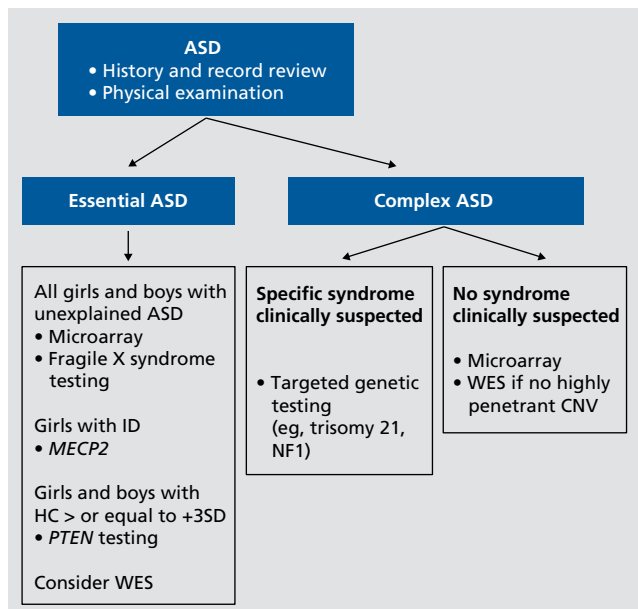 ASD
• History and record review
• Physical examination
Essential ASD
Complex ASD
All girls and boys with
unexplained ASD
• Microarray
• Fragile X syndrome
testing
Girls with ID
• MECP2
Girls and boys with
HC > or equal to +3SD
• PTEN testing
Consider WES
Specific syndrome
clinically suspected
• Targeted genetic
testing
(eg, trisomy 21,
NF1)
No syndrome
clinically suspected
• Microarray
• WES if no highly
penetrant CNV